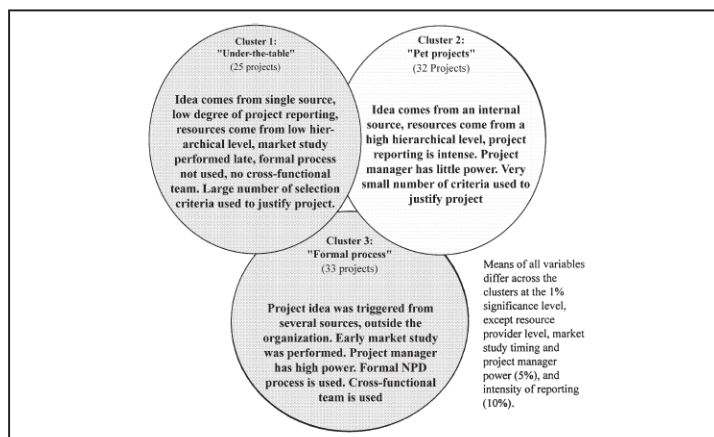 Cluster 1:
"Under-the-table"
(25 projects)
Idea comes from single source,
low degree of project reporting,
resources come from low hier-
archical level, market study
performed late, formal process
not used, no cross-functional
team. Large number of selection
criteria used to justify project.
Cluster 2:
"Pet projects"
(32 Projects)
Idea comes from an internal
source, resources come from a
high hierarchical level, project
reporting is intense. Project
manager has little power. Very
small number of criteria used to
justify project
Cluster 3:
"Formal process"
(33 projects)
Project idea was triggered from
several sources, outside the
organization. Early market study
was performed. Project manager
has high power. Formal NPD
process is used. Cross-functional
team is used
Means of all variables
differ across the
clusters at the 1%
significance level,
except resource
provider level, market
study timing and
project manager
power (5%), and
intensity of reporting
(10%).